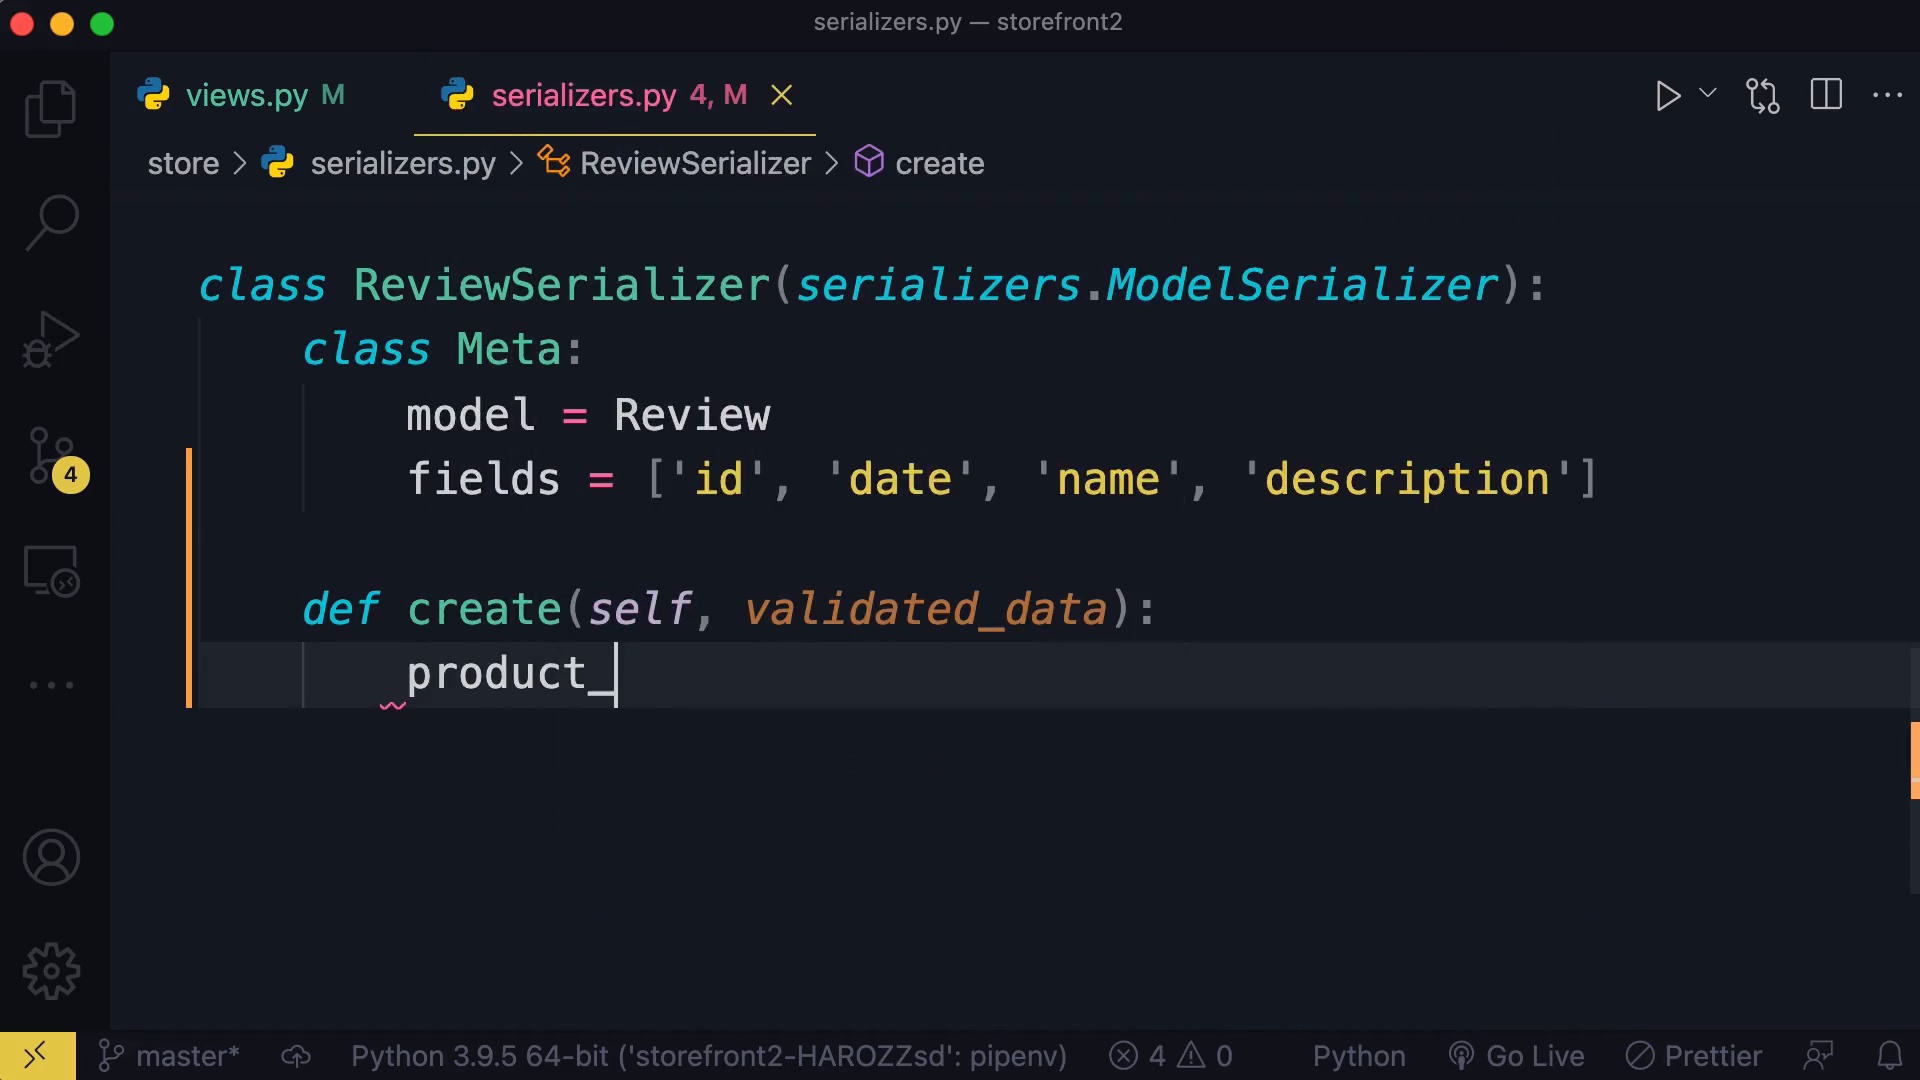 serializers.py — storefront2
views.py M
serializers.py 4, M
store > serializers.py > ReviewSerializer > create
class ReviewSerializer(serializers.ModelSerializer):
class Meta:
model = Review
fields = ['id', 'date', 'name', 'description']
def create(self, validated_data):
product_
4
master* Python 3.9.5 64-bit ('storefront2-HAROZZsd': pipenv) 4 0 Python Go Live Prettier